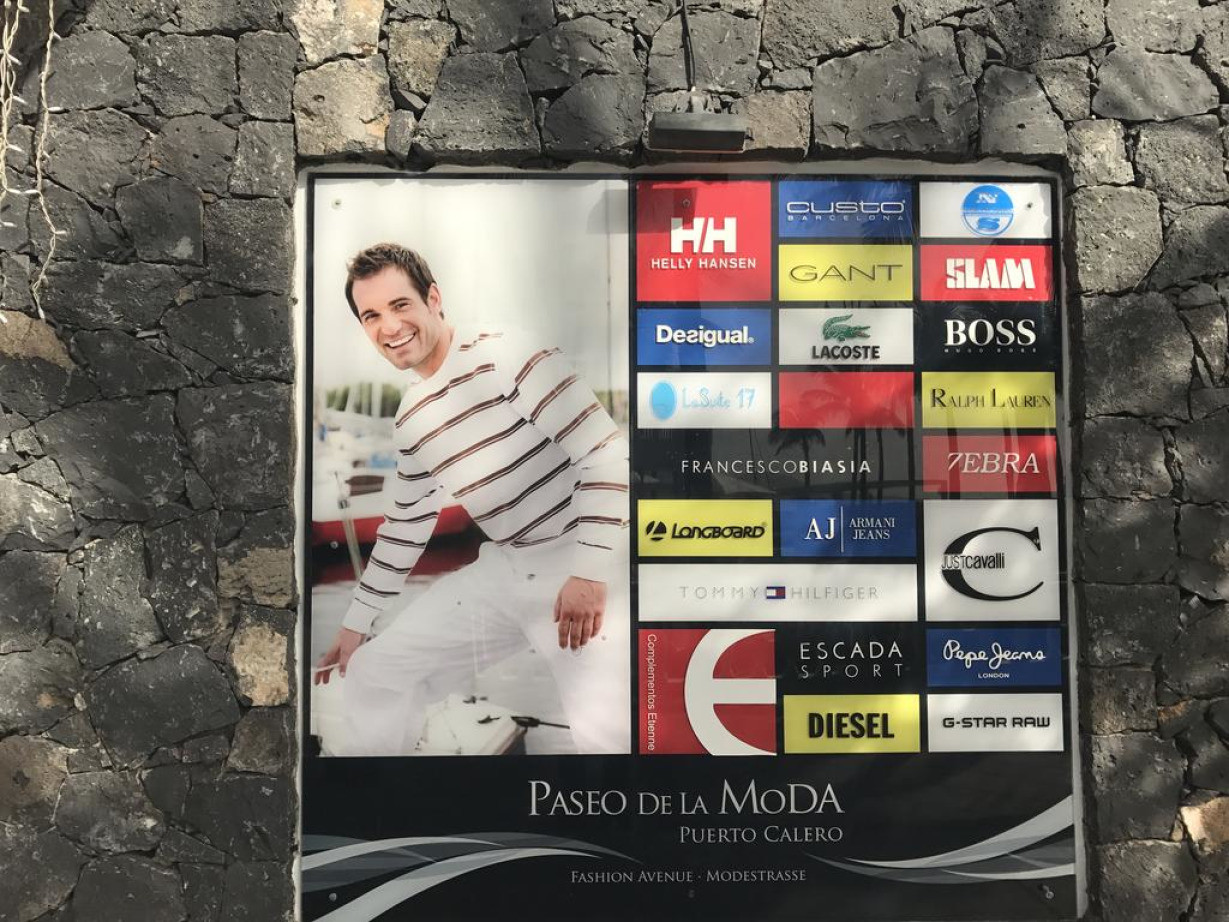 HH
HELLY HANSEN
custo
BARCELONA
GANT
SLAM
Desigual.
LACOSTE
BOSS
HUGO BOSS
LaSuite 17
RALPH LAUREN
FRANCESCOBIASIA
ZEBRA
LONGBOARD
AJ ARMANI
JEANS
JUSTcavalli
TOMMY HILFIGER
Complementos Etienne
ESCADA
SPORT
Pepe Jeans
LONDON
DIESEL
G-STAR RAW
PASEO DE LA MODA
PUERTO CALERO
FASHION AVENUE - MODESTRASSE